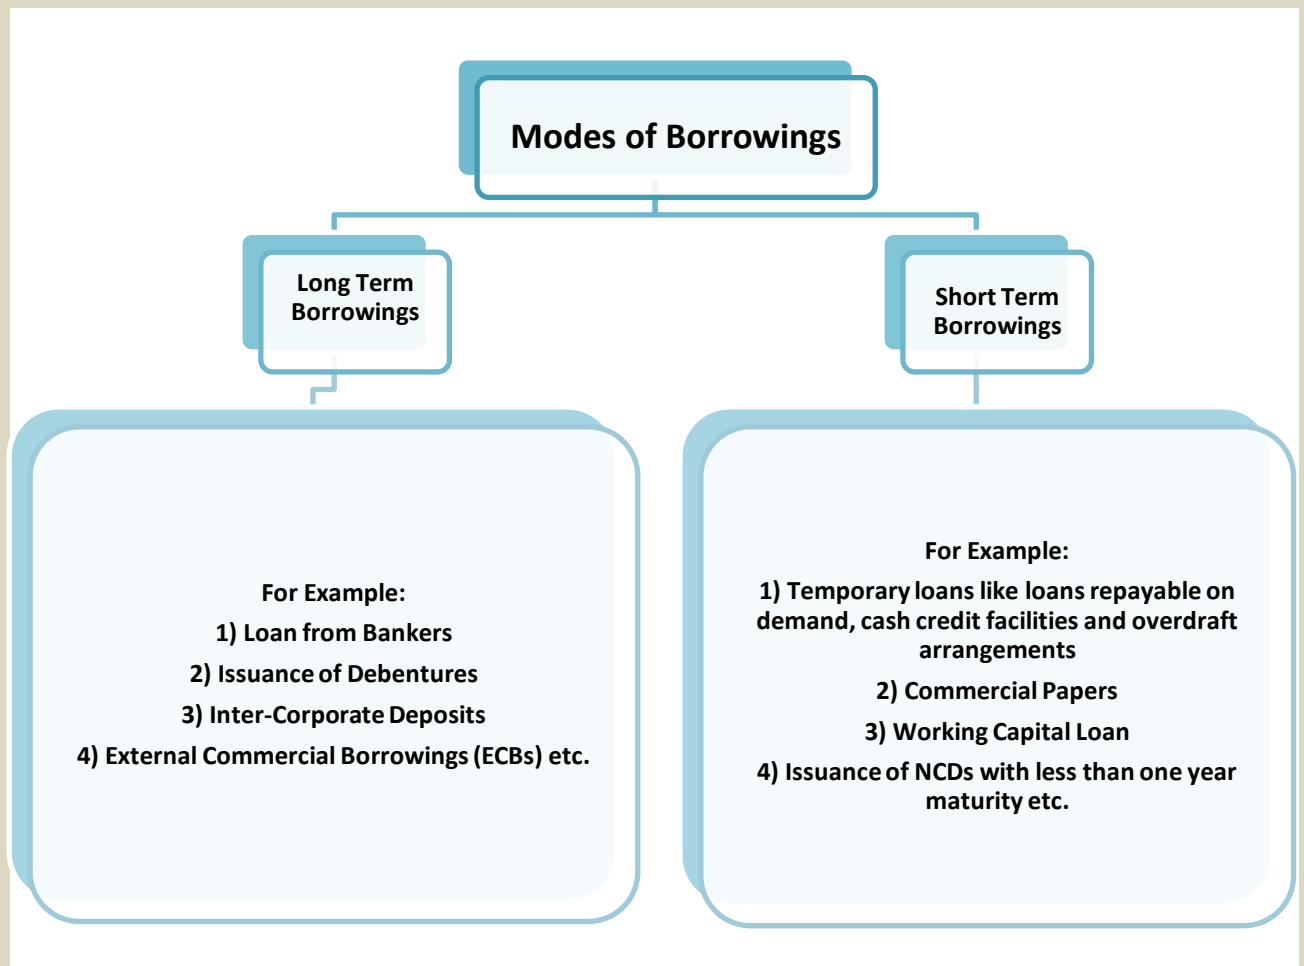 Modes of Borrowings
Long Term
Borrowings
For Example:
1) Loan from Bankers
2) Issuance of Debentures
3) Inter-Corporate Deposits
4) External Commercial Borrowings (ECBs) etc.
Short Term
Borrowings
For Example:
1) Temporary loans like loans repayable on
demand, cash credit facilities and overdraft
arrangements
2) Commercial Papers
3) Working Capital Loan
4) Issuance of NCDs with less than one year
maturity etc.